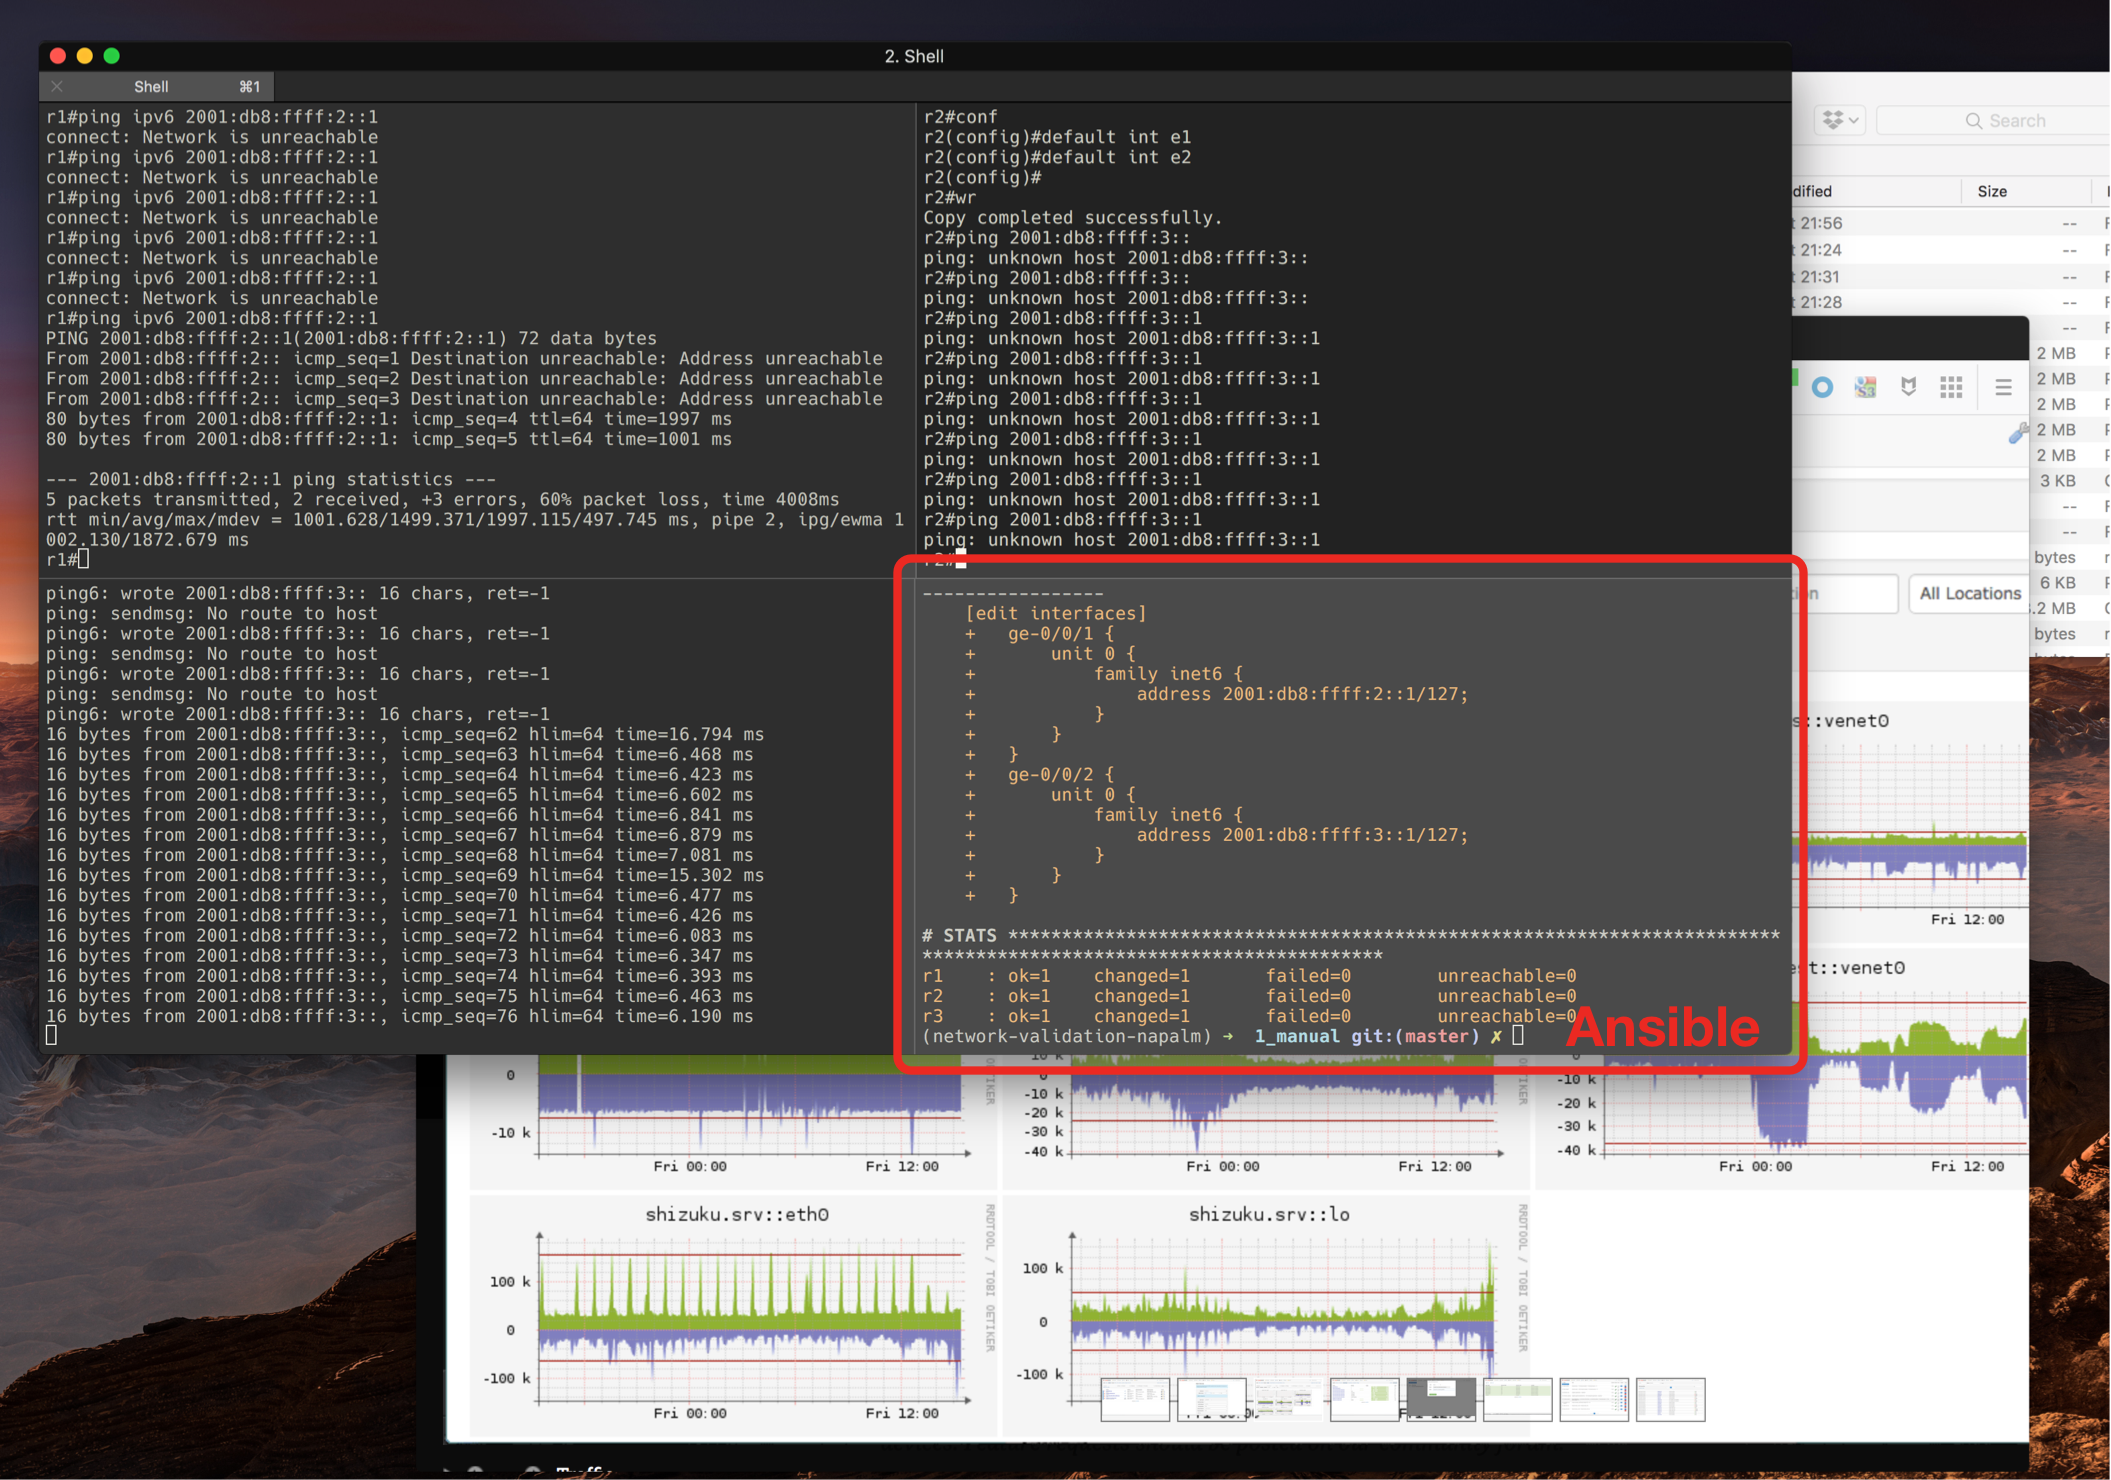 2. Shell
Shell ⌘1
r1#ping ipv6 2001:db8:ffff:2::1
connect: Network is unreachable
r1#ping ipv6 2001:db8:ffff:2::1
connect: Network is unreachable
r1#ping ipv6 2001:db8:ffff:2::1
connect: Network is unreachable
r1#ping ipv6 2001:db8:ffff:2::1
connect: Network is unreachable
r1#ping ipv6 2001:db8:ffff:2::1
connect: Network is unreachable
r1#ping ipv6 2001:db8:ffff:2::1
PING 2001:db8:ffff:2::1(2001:db8:ffff:2::1) 72 data bytes
From 2001:db8:ffff:2:: icmp_seq=1 Destination unreachable: Address unreachable
From 2001:db8:ffff:2:: icmp_seq=2 Destination unreachable: Address unreachable
From 2001:db8:ffff:2:: icmp_seq=3 Destination unreachable: Address unreachable
80 bytes from 2001:db8:ffff:2::1: icmp_seq=4 ttl=64 time=1997 ms
80 bytes from 2001:db8:ffff:2::1: icmp_seq=5 ttl=64 time=1001 ms
--- 2001:db8:ffff:2::1 ping statistics ---
5 packets transmitted, 2 received, +3 errors, 60% packet loss, time 4008ms
rtt min/avg/max/mdev = 1001.628/1499.371/1997.115/497.745 ms, pipe 2, ipg/ewma 1
002.130/1872.679 ms
r1#
r2#conf
r2(config)#default int e1
r2(config)#default int e2
r2(config)#
r2#wr
Copy completed successfully.
r2#ping 2001:db8:ffff:3::
ping: unknown host 2001:db8:ffff:3::
r2#ping 2001:db8:ffff:3::
ping: unknown host 2001:db8:ffff:3::
r2#ping 2001:db8:ffff:3::1
ping: unknown host 2001:db8:ffff:3::1
r2#ping 2001:db8:ffff:3::1
ping: unknown host 2001:db8:ffff:3::1
r2#ping 2001:db8:ffff:3::1
ping: unknown host 2001:db8:ffff:3::1
r2#ping 2001:db8:ffff:3::1
ping: unknown host 2001:db8:ffff:3::1
r2#ping 2001:db8:ffff:3::1
ping: unknown host 2001:db8:ffff:3::1
r2#ping 2001:db8:ffff:3::1
ping: unknown host 2001:db8:ffff:3::1
r2#
ping6: wrote 2001:db8:ffff:3:: 16 chars, ret=-1
ping: sendmsg: No route to host
ping6: wrote 2001:db8:ffff:3:: 16 chars, ret=-1
ping: sendmsg: No route to host
ping6: wrote 2001:db8:ffff:3:: 16 chars, ret=-1
ping: sendmsg: No route to host
ping6: wrote 2001:db8:ffff:3:: 16 chars, ret=-1
16 bytes from 2001:db8:ffff:3::, icmp_seq=62 hlim=64 time=16.794 ms
16 bytes from 2001:db8:ffff:3::, icmp_seq=63 hlim=64 time=6.468 ms
16 bytes from 2001:db8:ffff:3::, icmp_seq=64 hlim=64 time=6.423 ms
16 bytes from 2001:db8:ffff:3::, icmp_seq=65 hlim=64 time=6.602 ms
16 bytes from 2001:db8:ffff:3::, icmp_seq=66 hlim=64 time=6.841 ms
16 bytes from 2001:db8:ffff:3::, icmp_seq=67 hlim=64 time=6.879 ms
16 bytes from 2001:db8:ffff:3::, icmp_seq=68 hlim=64 time=7.081 ms
16 bytes from 2001:db8:ffff:3::, icmp_seq=69 hlim=64 time=15.302 ms
16 bytes from 2001:db8:ffff:3::, icmp_seq=70 hlim=64 time=6.477 ms
16 bytes from 2001:db8:ffff:3::, icmp_seq=71 hlim=64 time=6.426 ms
16 bytes from 2001:db8:ffff:3::, icmp_seq=72 hlim=64 time=6.083 ms
16 bytes from 2001:db8:ffff:3::, icmp_seq=73 hlim=64 time=6.347 ms
16 bytes from 2001:db8:ffff:3::, icmp_seq=74 hlim=64 time=6.393 ms
16 bytes from 2001:db8:ffff:3::, icmp_seq=75 hlim=64 time=6.463 ms
16 bytes from 2001:db8:ffff:3::, icmp_seq=76 hlim=64 time=6.190 ms
-----------------
[edit interfaces]
+ ge-0/0/1 {
+ unit 0 {
+ family inet6 {
+ address 2001:db8:ffff:2::1/127;
+ }
+ }
+ }
+ ge-0/0/2 {
+ unit 0 {
+ family inet6 {
+ address 2001:db8:ffff:3::1/127;
+ }
+ }
+ }
# STATS ************************************************************************
*******************************************
r1 : ok=1 changed=1 failed=0 unreachable=0
r2 : ok=1 changed=1 failed=0 unreachable=0
r3 : ok=1 changed=1 failed=0 unreachable=0
(network-validation-napalm) → 1_manual git:(master) ✗
Ansible
Search
dified Size
21:56 --
21:24 --
21:31 --
21:28 --
--
2 MB
2 MB
2 MB
2 MB
2 MB
3 KB
--
--
bytes
All Locations 6 KB
.2 MB
bytes
::venet0
Fri 12:00
::venet0
0
-10 k
Fri 00:00 Fri 12:00
10 k
0
-10 k
-20 k
-30 k
-40 k
Fri 00:00 Fri 12:00
0
-10 k
-20 k
-30 k
-40 k
Fri 00:00 Fri 12:00
shizuku.srv::eth0
100 k
0
-100 k
Fri 00:00 Fri 12:00
RRDTOOL / TOBI OETIKER
shizuku.srv::lo
100 k
0
-100 k
RRDTOOL / TOBI OETIKER